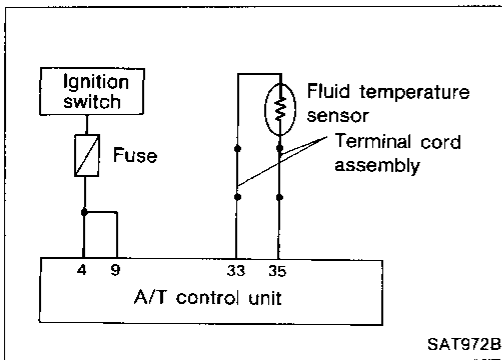 Ignition
switch
Fuse
Fluid temperature
sensor
Terminal cord
assembly
4 9 33 35
A/T control unit
SAT972B